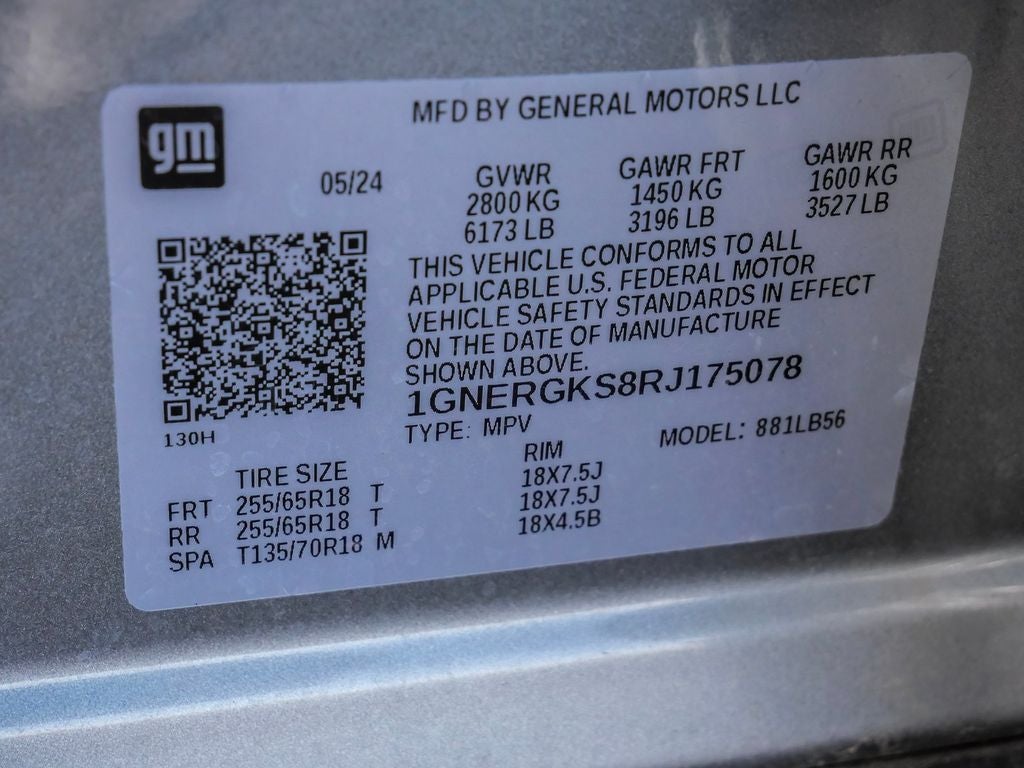 gm
MFD BY GENERAL MOTORS LLC
05/24 GVWR GAWR FRT GAWR RR
2800 KG 1450 KG 1600 KG
6173 LB 3196 LB 3527 LB
THIS VEHICLE CONFORMS TO ALL
APPLICABLE U.S. FEDERAL MOTOR
VEHICLE SAFETY STANDARDS IN EFFECT
ON THE DATE OF MANUFACTURE
SHOWN ABOVE.
1GNERGKS8RJ175078
130H
TYPE: MPV MODEL: 881LB56
TIRE SIZE RIM
FRT 255/65R18 T 18X7.5J
RR 255/65R18 T 18X7.5J
SPA T135/70R18 M 18X4.5B